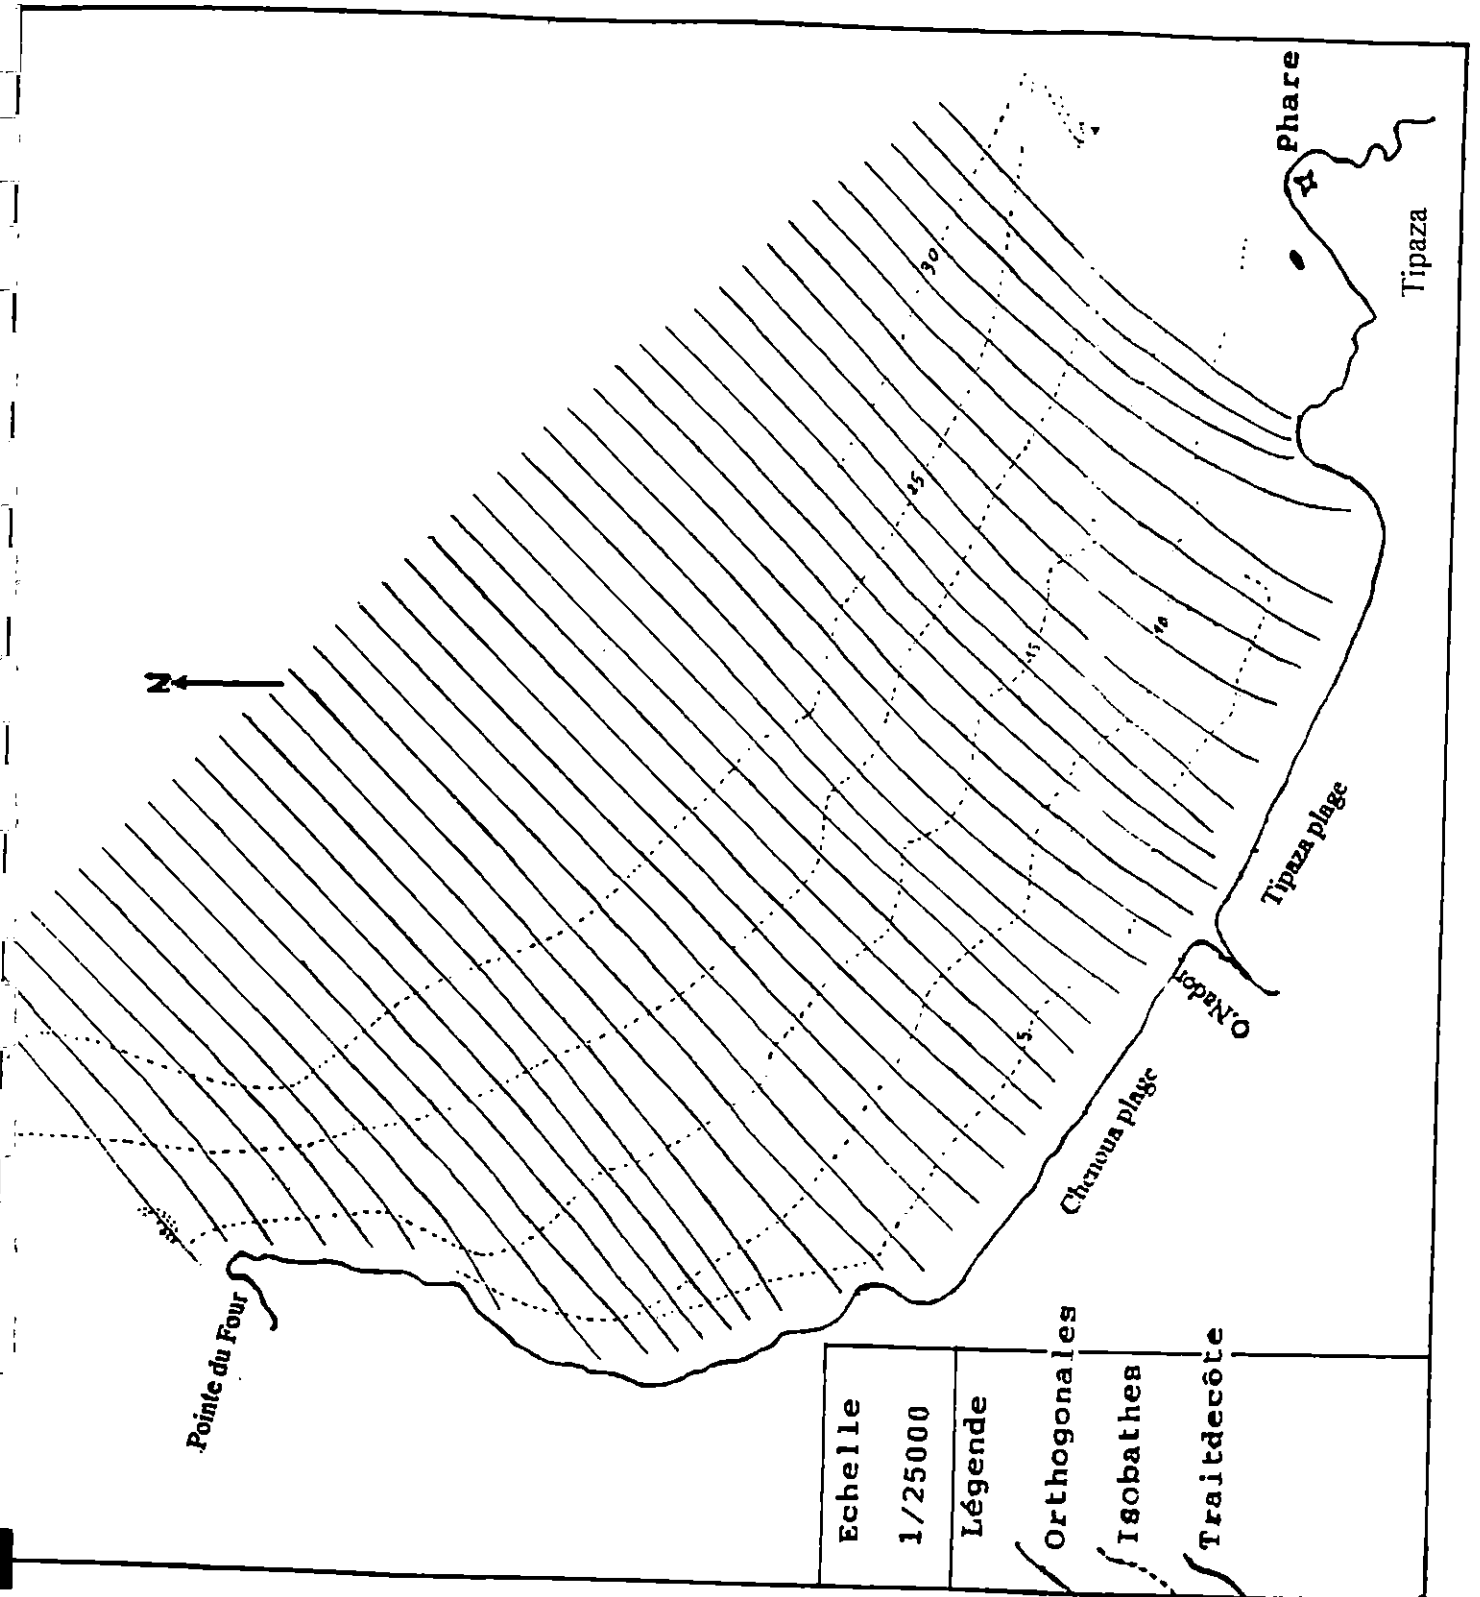 Phare
Tipaza
30
25
15
10
5
N
Tipaza plage
O.Nador
Chenoua plage
Pointe du Four
Echelle
1/25000
Légende
Orthogonales
Isobathes
Traitdecôte